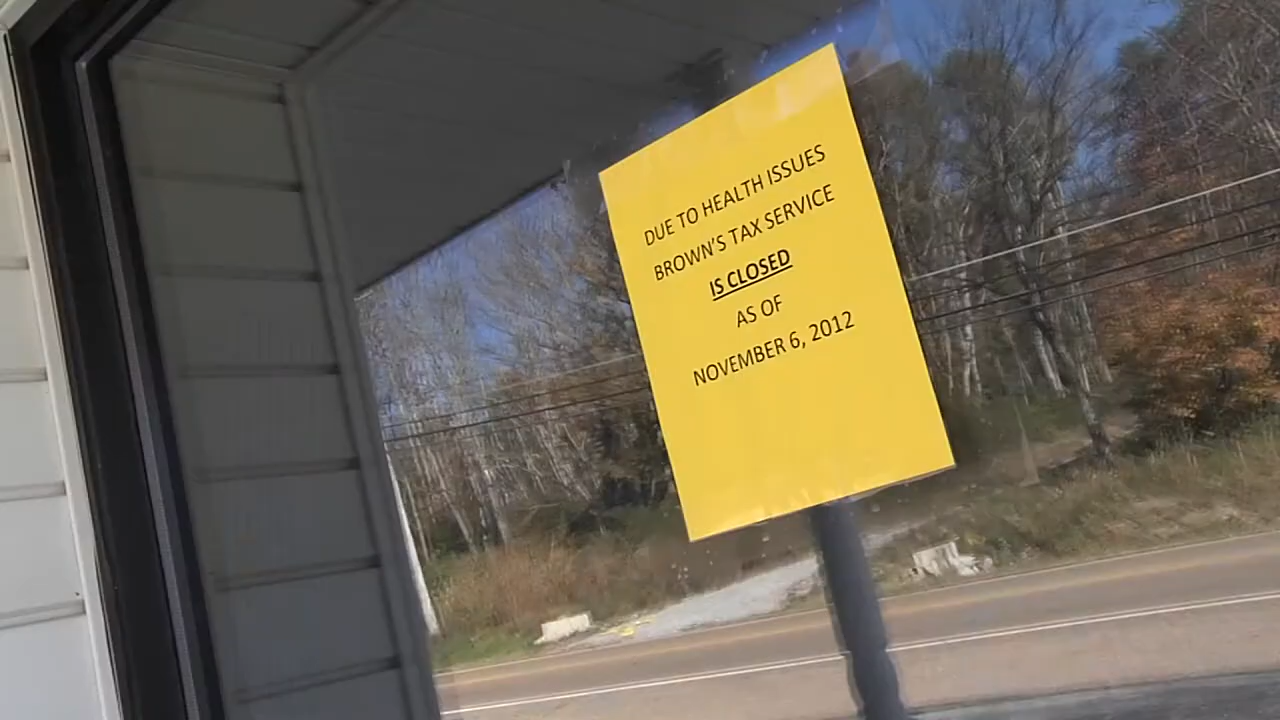 DUE TO HEALTH ISSUES
BROWN'S TAX SERVICE
IS CLOSED
AS OF
NOVEMBER 6, 2012